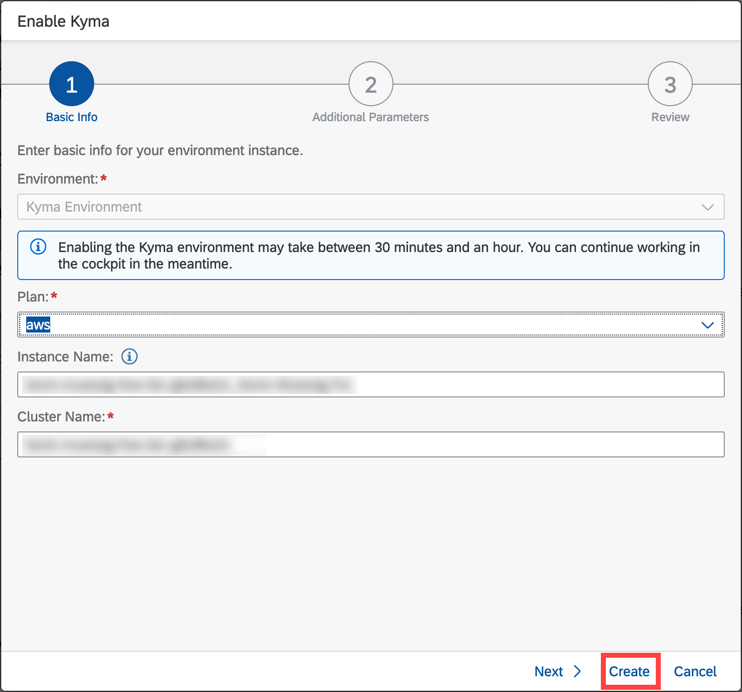 Enable Kyma
1
2
3
Basic Info
Additional Parameters
Review
Enter basic info for your environment instance.
Environment:*
Kyma Environment
Enabling the Kyma environment may take between 30 minutes and an hour. You can continue working in
the cockpit in the meantime.
Plan:*
aws
Instance Name:
Cluster Name:*
Next
Create
Cancel